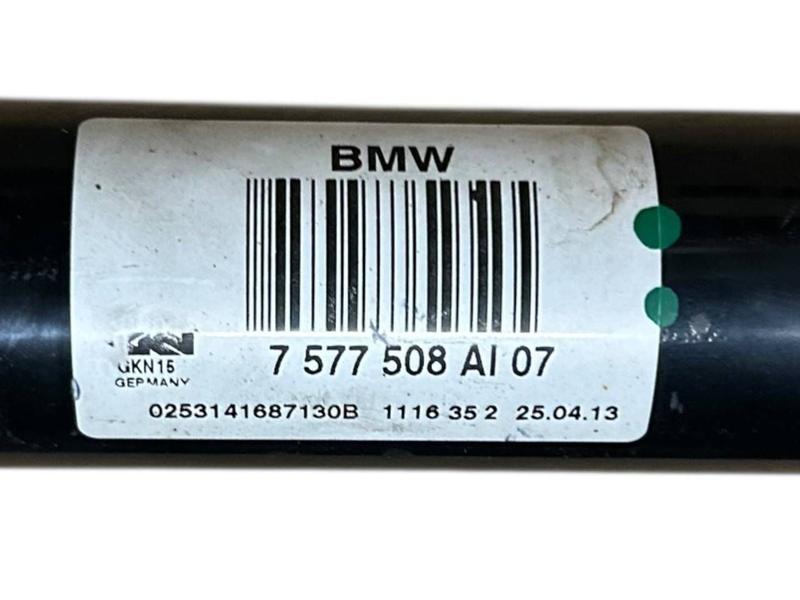 BMW
7 577 508 AI 07
GKN15
GERMANY
0253141687130B 1116 35 2 25.04.13